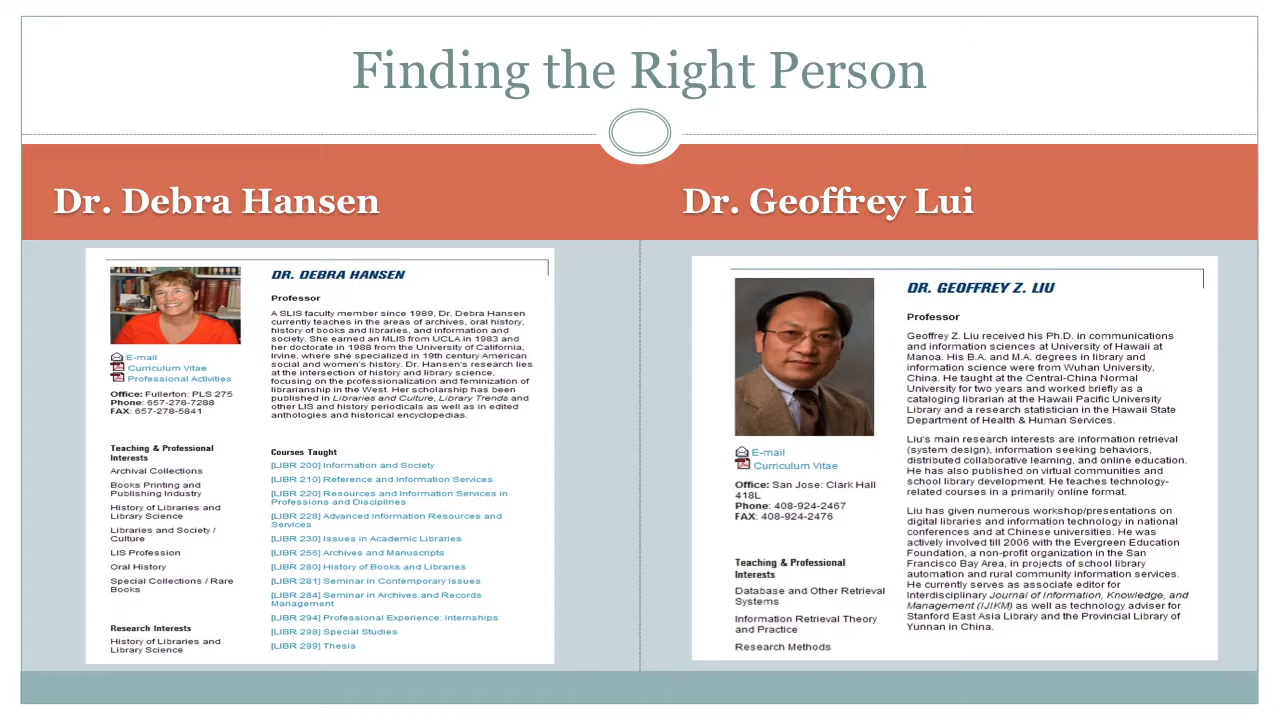 Finding the Right Person
Dr. Debra Hansen
Dr. Geoffrey Lui
DR. DEBRA HANSEN
Professor
A SLIS faculty member since 1989, Dr. Debra Hansen
currently teaches in the areas of archives, oral history,
history of books and libraries, and information and
society. She earned an MLIS from UCLA in 1983 and
her doctorate in 1988 from the University of California,
Irvine, where she specialized in 19th century American
social and women's history. Dr. Hansen's research lies
at the intersection of history and library science,
focusing on the professionalization and feminization of
librarianship in the West. Her scholarship has been
published in Libraries and Culture, Library Trends and
other LIS and history periodicals as well as in edited
anthologies and historical encyclopedias.
E-mail
Curriculum Vitae
Professional Activities
Office: Fullerton: PLS 275
Phone: 657-278-7288
FAX: 657-278-5841
Teaching & Professional
Interests
Archival Collections
Books Printing and
Publishing Industry
History of Libraries and
Library Science
Libraries and Society /
Culture
LIS Profession
Oral History
Special Collections / Rare
Books
Research Interests
History of Libraries and
Library Science
Courses Taught
[LIBR 200] Information and Society
[LIBR 210] Reference and Information Services
[LIBR 220] Resources and Information Services in
Professions and Disciplines
[LIBR 228] Advanced Information Resources and
Services
[LIBR 230] Issues in Academic Libraries
[LIBR 256] Archives and Manuscripts
[LIBR 280] History of Books and Libraries
[LIBR 281] Seminar in Contemporary Issues
[LIBR 284] Seminar in Archives and Records
Management
[LIBR 294] Professional Experience: Internships
[LIBR 298] Special Studies
[LIBR 299] Thesis
DR. GEOFFREY Z. LIU
Professor
Geoffrey Z. Liu received his Ph.D. in communications
and information sciences at University of Hawaii at
Manoa. His B.A. and M.A. degrees in library and
information science were from Wuhan University,
China. He taught at the Central-China Normal
University for two years and worked briefly as a
cataloging librarian at the Hawaii Pacific University
Library and a research statistician in the Hawaii State
Department of Health & Human Services.
Liu's main research interests are information retrieval
(system design), information seeking behaviors,
distributed collaborative learning, and online education.
He has also published on virtual communities and
school library development. He teaches technology-
related courses in a primarily online format.
Liu has given numerous workshop/presentations on
digital libraries and information technology in national
conferences and at Chinese universities. He was
actively involved till 2006 with the Evergreen Education
Foundation, a non-profit organization in the San
Francisco Bay Area, in projects of school library
automation and rural community information services.
He currently serves as associate editor for
Interdisciplinary Journal of Information, Knowledge, and
Management (IJIKM) as well as technology adviser for
Stanford East Asia Library and the Provincial Library of
Yunnan in China.
E-mail
Curriculum Vitae
Office: San Jose: Clark Hall
418L
Phone: 408-924-2467
FAX: 408-924-2476
Teaching & Professional
Interests
Database and Other Retrieval
Systems
Information Retrieval Theory
and Practice
Research Methods